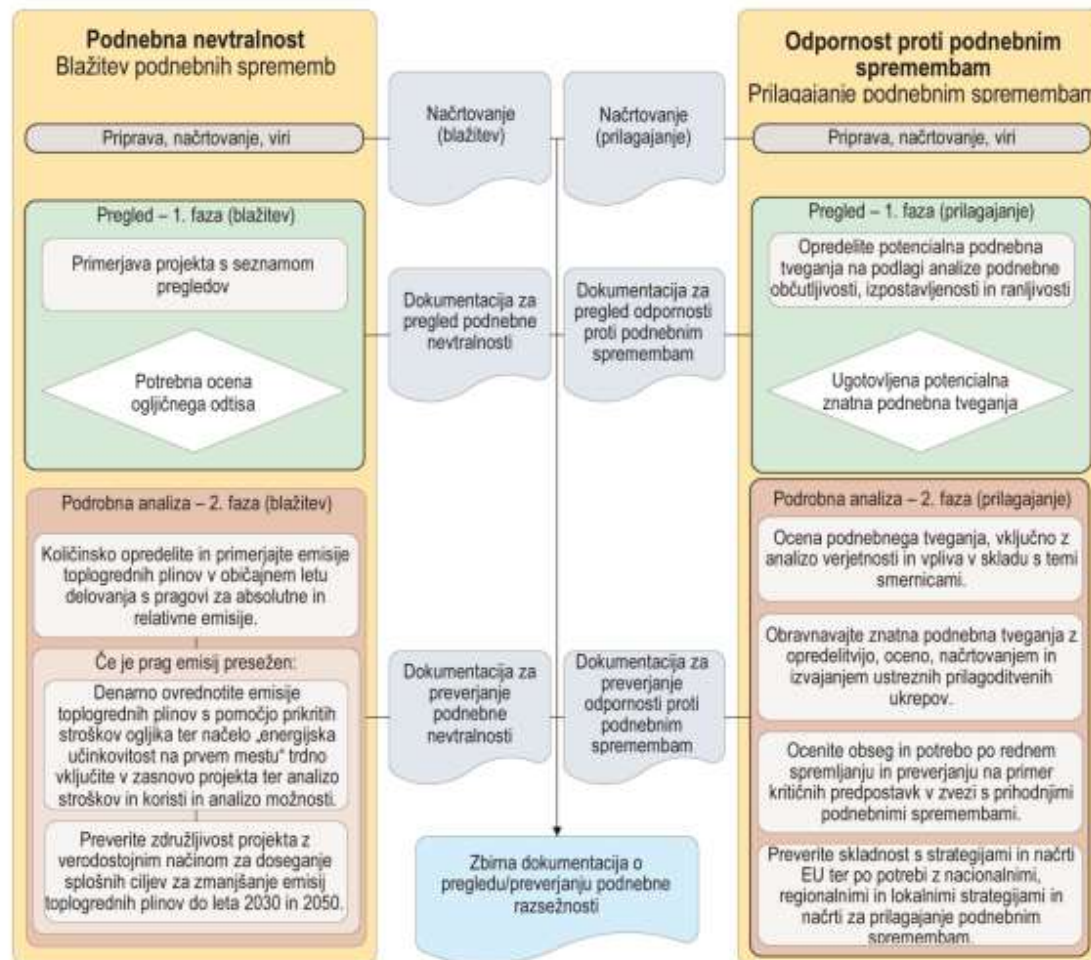 Podnebna nevtralnost
Blažitev podnebnih sprememb
Priprava, načrtovanje, viri
Pregled – 1. faza (blažitev)
Primerjava projekta s seznamom
pregledov
Potrebna ocena
ogljičnega odtisa
Podrobna analiza – 2. faza (blažitev)
Količinsko opredelite in primerjajte emisije
toplogrednih plinov v običajnem letu
delovanja s pragovi za absolutne in
relativne emisije.
Če je prag emisij presežen:
Denarno ovrednotite emisije
toplogrednih plinov s pomočjo prikritih
stroškov ogljika ter načelo „energijska
učinkovitost na prvem mestu“ trdno
vključite v zasnovo projekta ter analizo
stroškov in koristi in analizo možnosti.
Preverite združljivost projekta z
verodostojnim načinom za doseganje
splošnih ciljev za zmanjšanje emisij
toplogrednih plinov do leta 2030 in 2050.
Načrtovanje
(blažitev)
Načrtovanje
(prilagajanje)
Dokumentacija za
pregled podnebne
nevtralnosti
Dokumentacija za
pregled odpornosti
proti podnebnim
spremembam
Dokumentacija za
preverjanje
podnebne
nevtralnosti
Dokumentacija za
preverjanje
odpornosti proti
podnebnim
spremembam
Zbirna dokumentacija o
pregledu/preverjanju podnebne
razsežnosti
Odpornost proti podnebnim
spremembam
Prilagajanje podnebnim spremembam
Priprava, načrtovanje, viri
Pregled – 1. faza (prilagajanje)
Opredelite potencialna podnebna
tveganja na podlagi analize podnebne
občutljivosti, izpostavljenosti in ranljivosti
Ugotovljena potencialna
znatna podnebna tveganja
Podrobna analiza – 2. faza (prilagajanje)
Ocena podnebnega tveganja, vključno z
analizo verjetnosti in vpliva v skladu s temi
smernicami.
Obravnavajte znatna podnebna tveganja z
opredelitvijo, oceno, načrtovanjem in
izvajanjem ustreznih prilagoditvenih
ukrepov.
Ocenite obseg in potrebo po rednem
spremljanju in preverjanju na primer
kritičnih predpostavk v zvezi s prihodnjimi
podnebnimi spremembami.
Preverite skladnost s strategijami in načrti
EU ter po potrebi z nacionalnimi,
regionalnimi in lokalnimi strategijami in
načrti za prilagajanje podnebnim
spremembam.